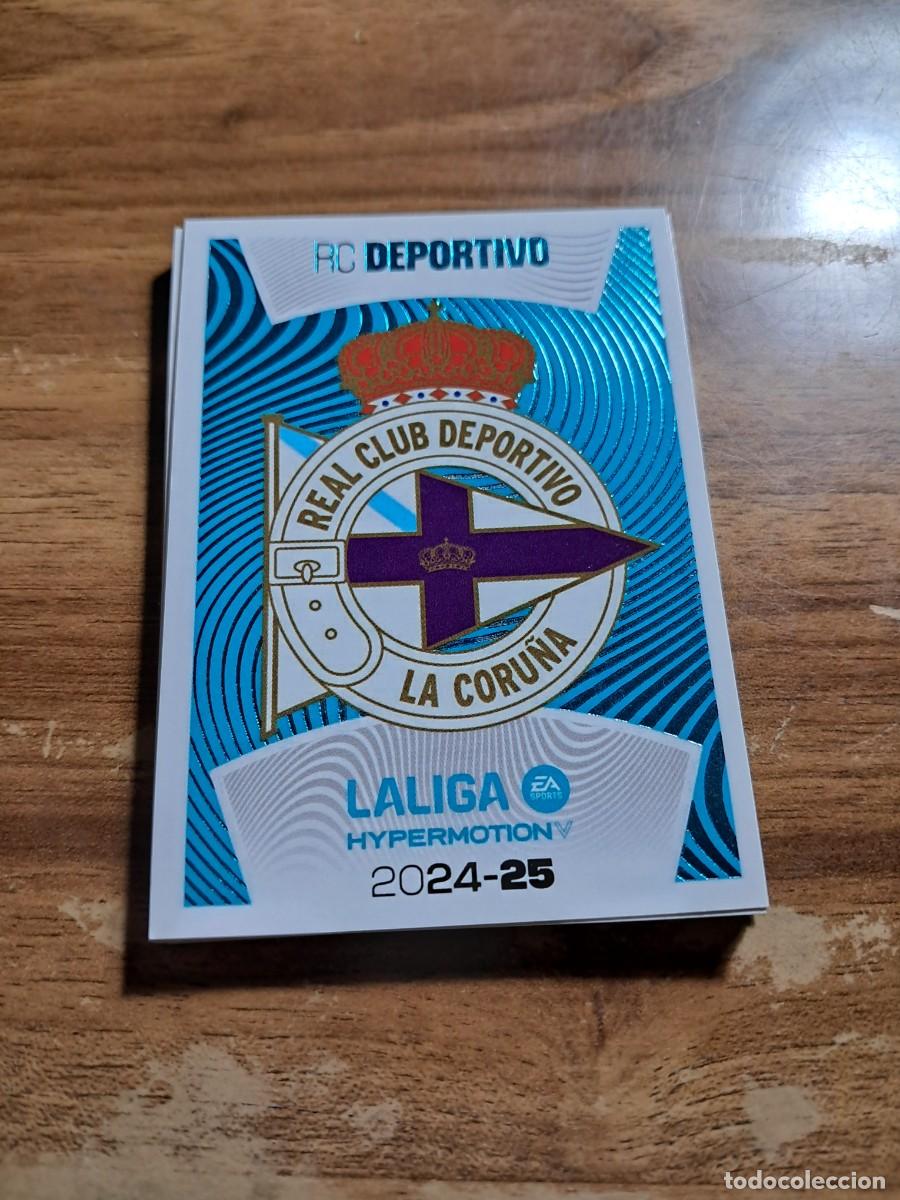 RC DEPORTIVO
REAL CLUB DEPORTIVO
LA CORUÑA
LALIGA EA SPORTS
HYPERMOTION
2024-25
todocoleccion